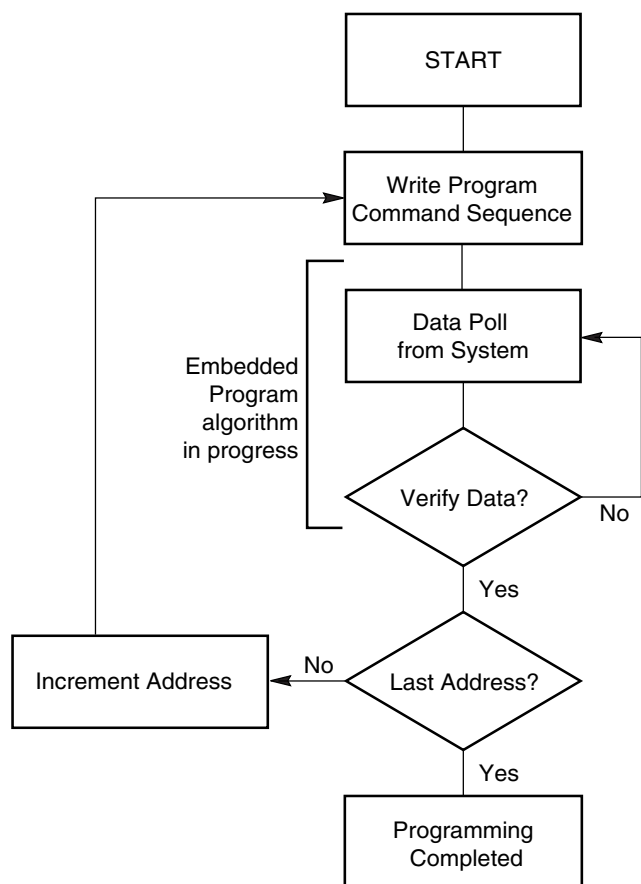 START
Write Program
Command Sequence
Data Poll
from System
Embedded
Program
algorithm
in progress
Verify Data?
No
Yes
No
Increment Address
Last Address?
Yes
Programming
Completed